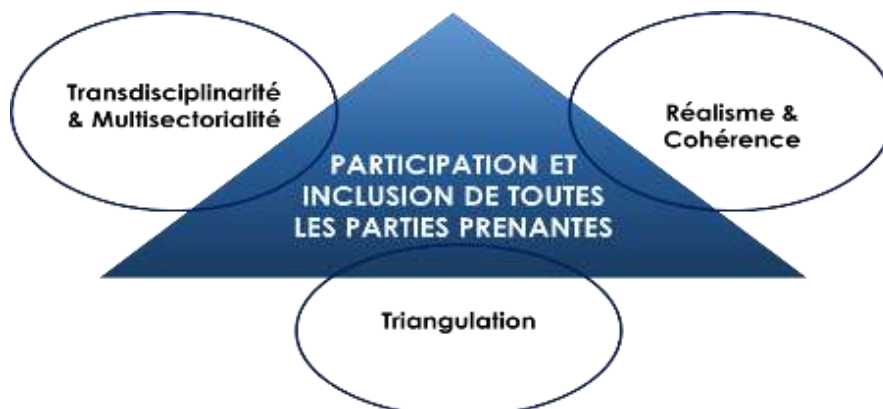 Transdisciplinarité
& Multisectorialité
Réalisme &
Cohérence
PARTICIPATION ET
INCLUSION DE TOUTES
LES PARTIES PRENANTES
Triangulation